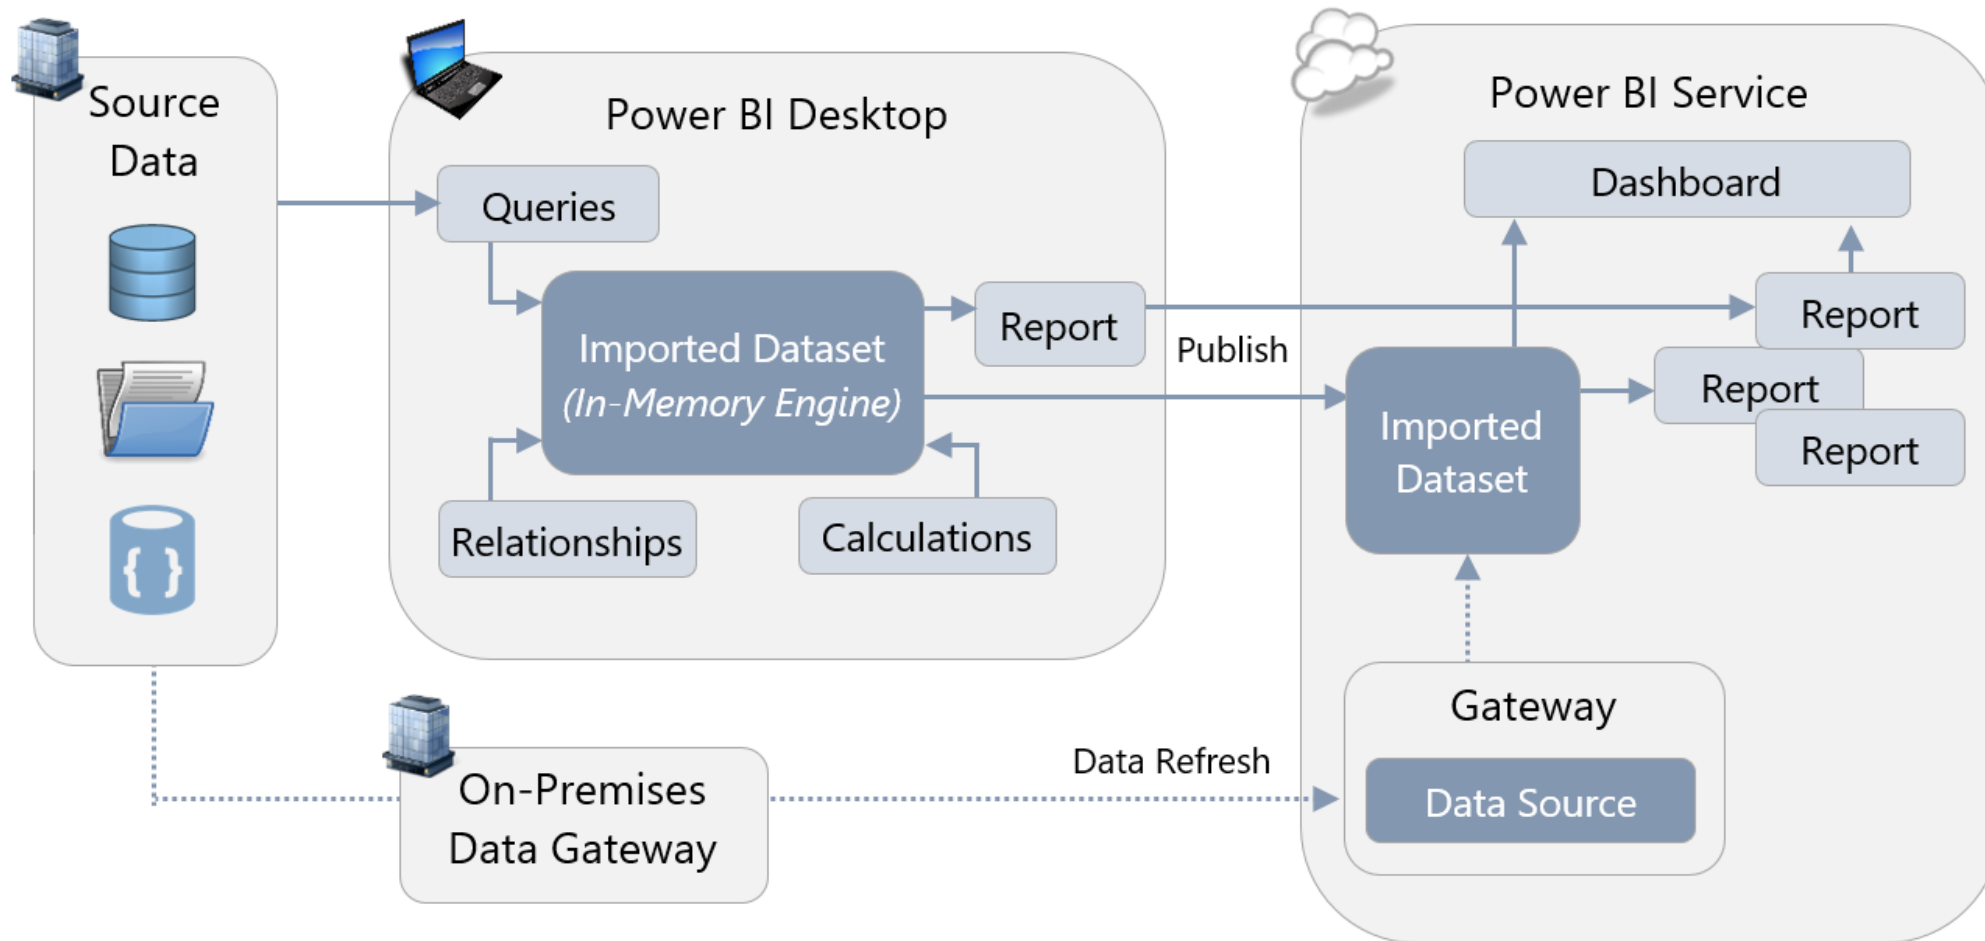 Source
Data
Power BI Desktop
Queries
Imported Dataset
(In-Memory Engine)
Report
Relationships
Calculations
Publish
Power BI Service
Dashboard
Report
Report
Report
Imported
Dataset
Gateway
Data Source
Data Refresh
On-Premises
Data Gateway
{ }